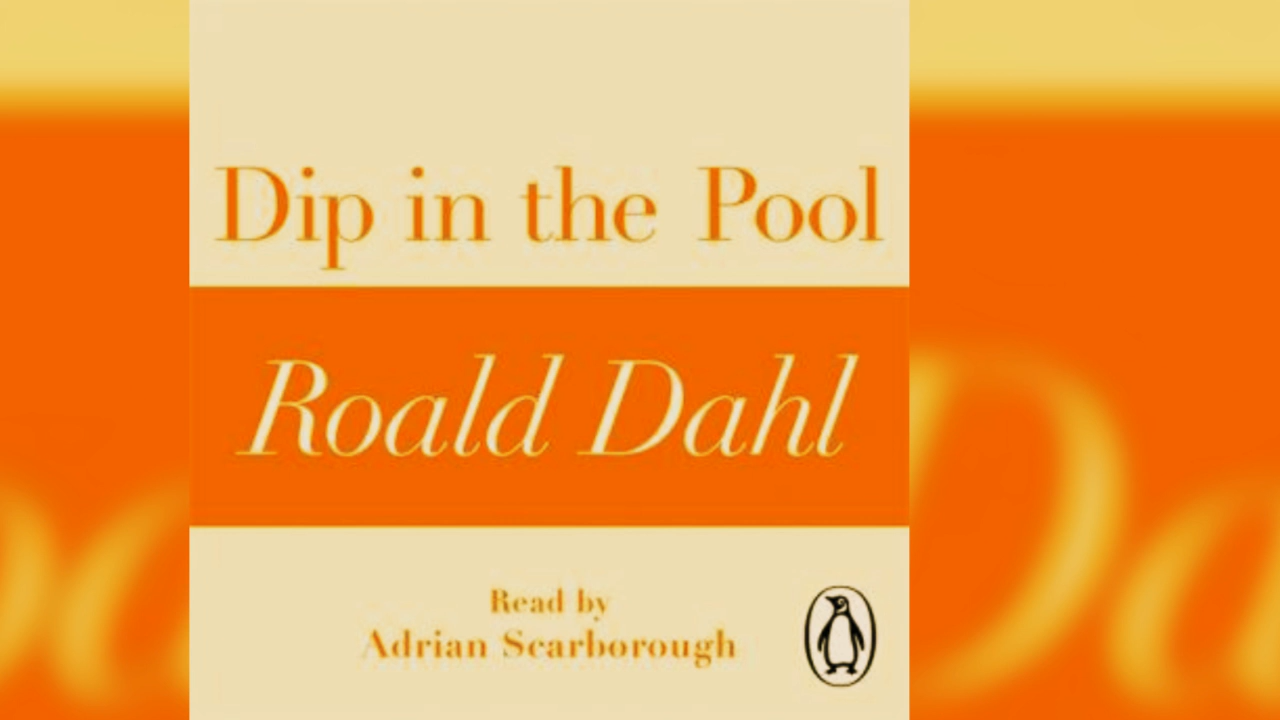 Dip in the Pool
Roald Dahl
Read by
Adrian Scarborough